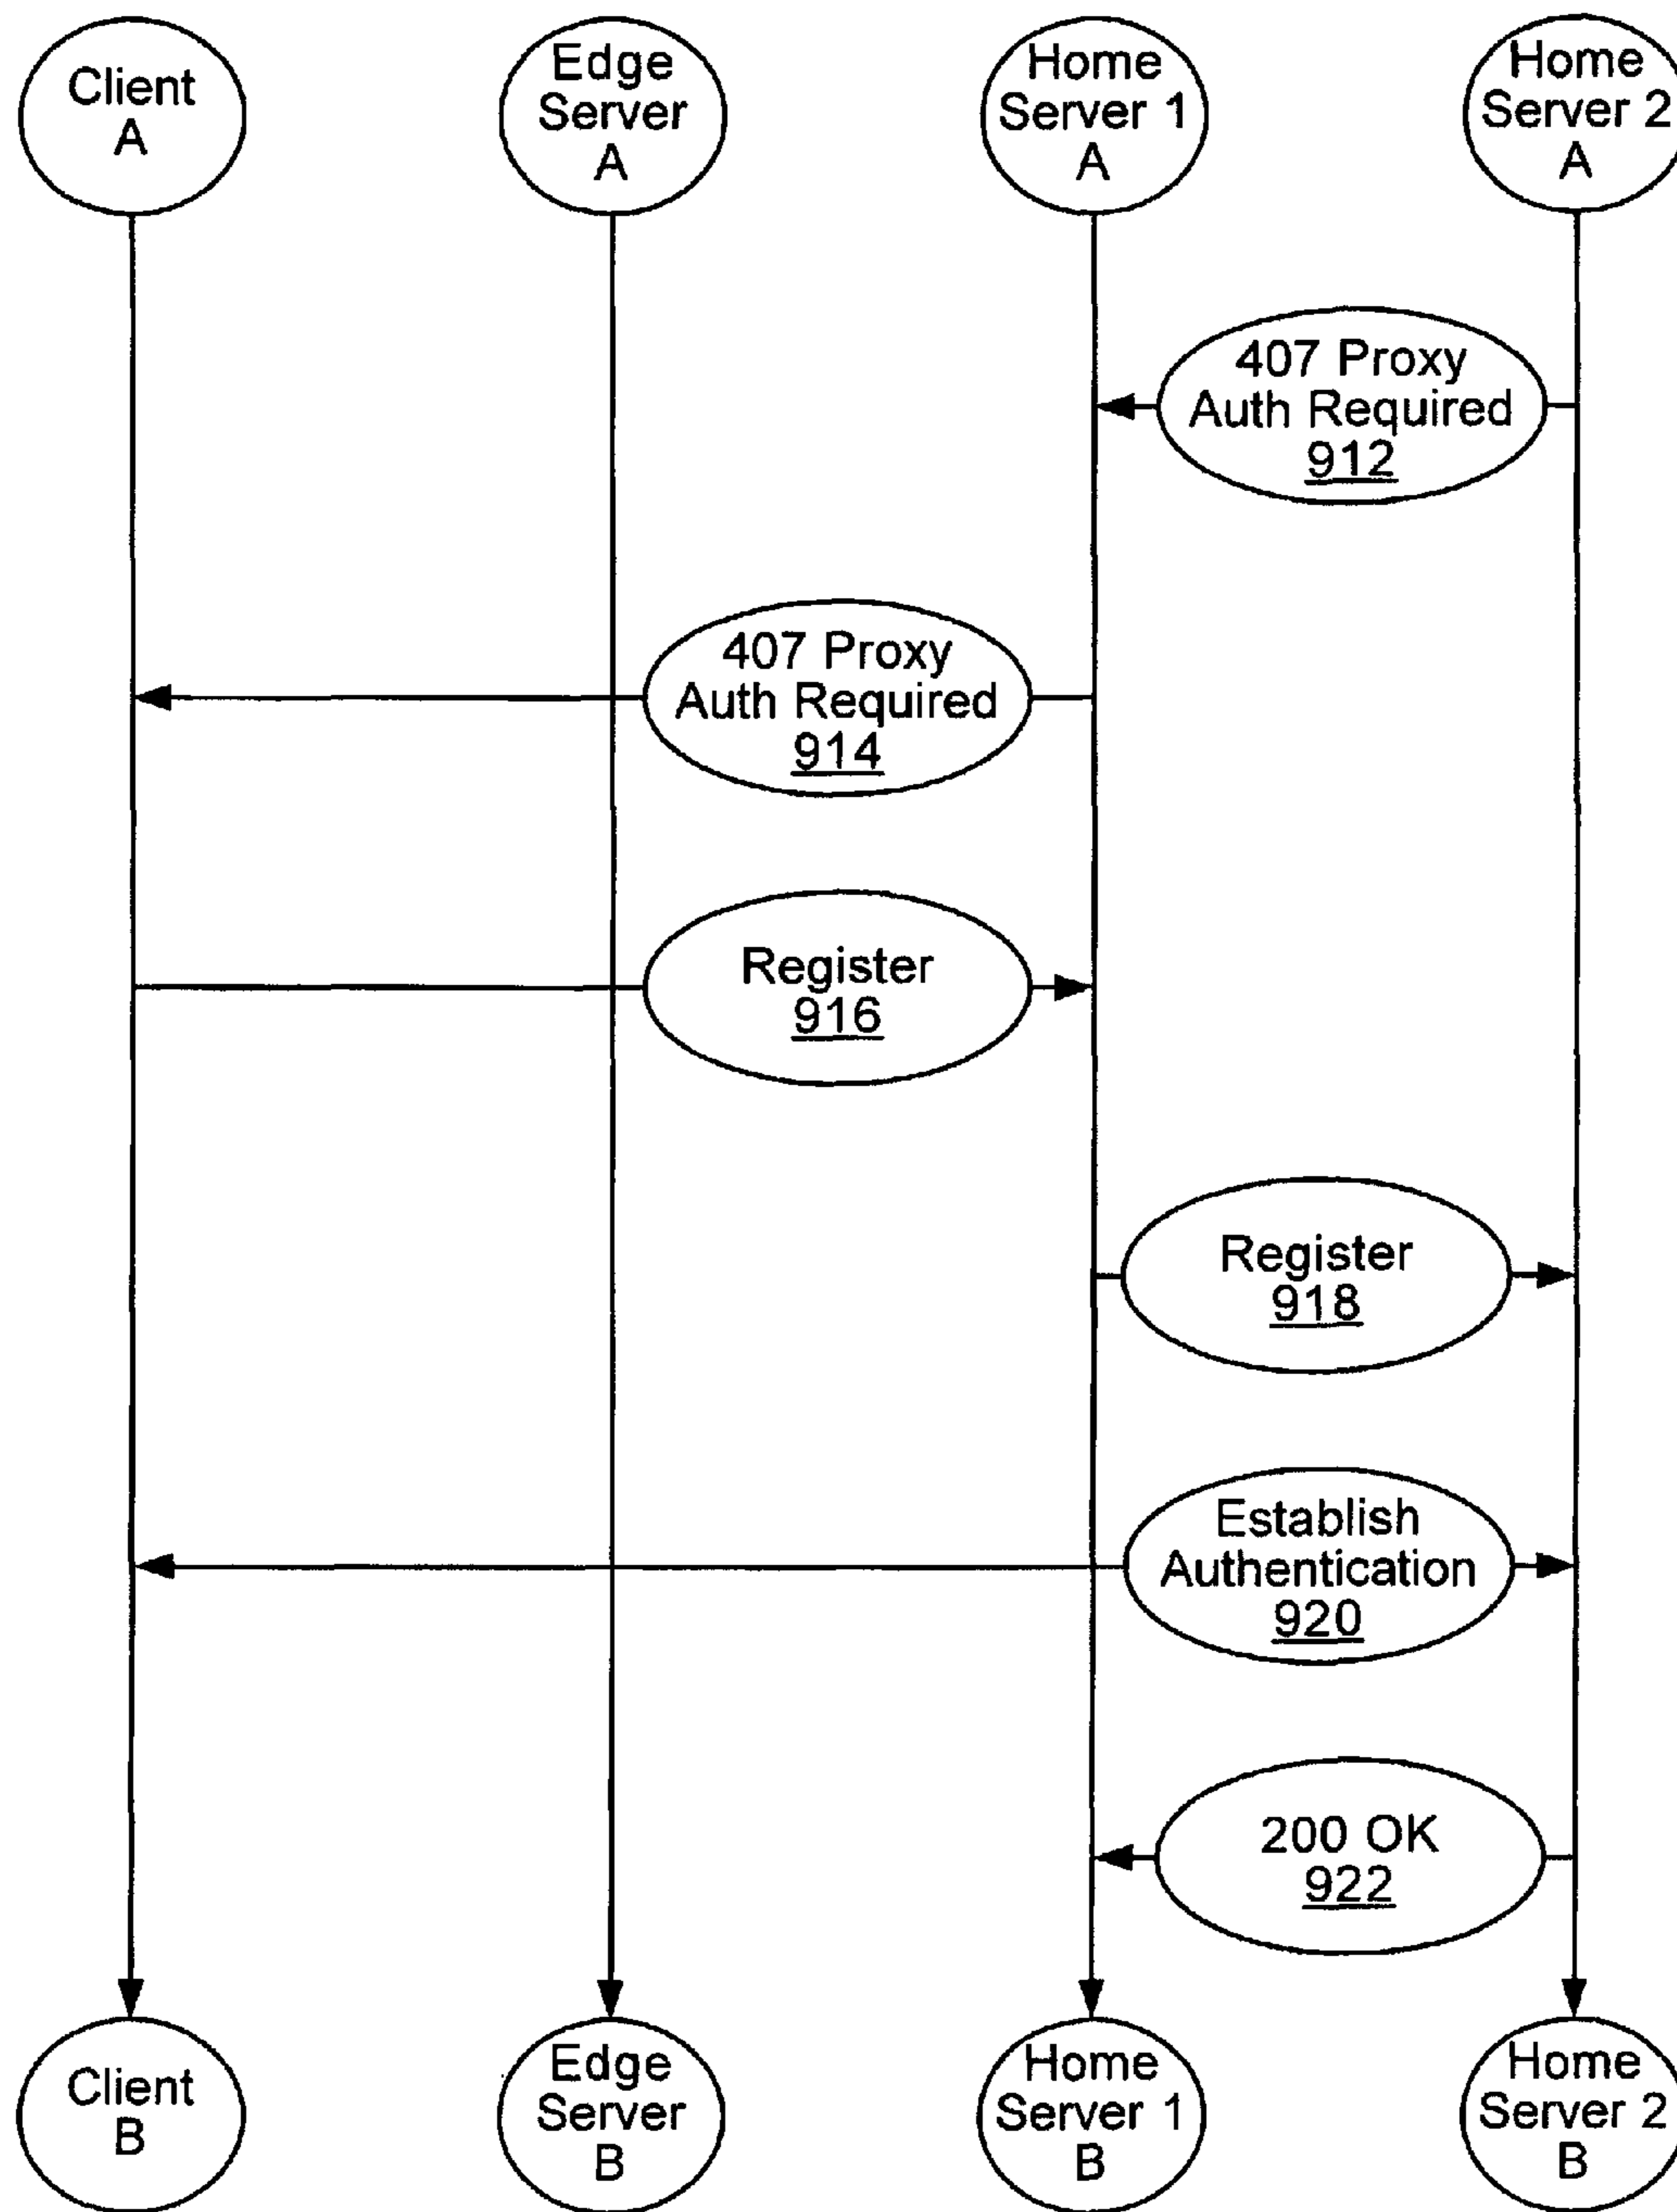 Client
A
Edge
Server
A
Home
Server 1
A
Home
Server 2
A
407 Proxy
Auth Required
912
407 Proxy
Auth Required
914
Register
916
Register
918
Establish
Authentication
920
200 OK
922
Client
B
Edge
Server
B
Home
Server 1
B
Home
Server 2
B